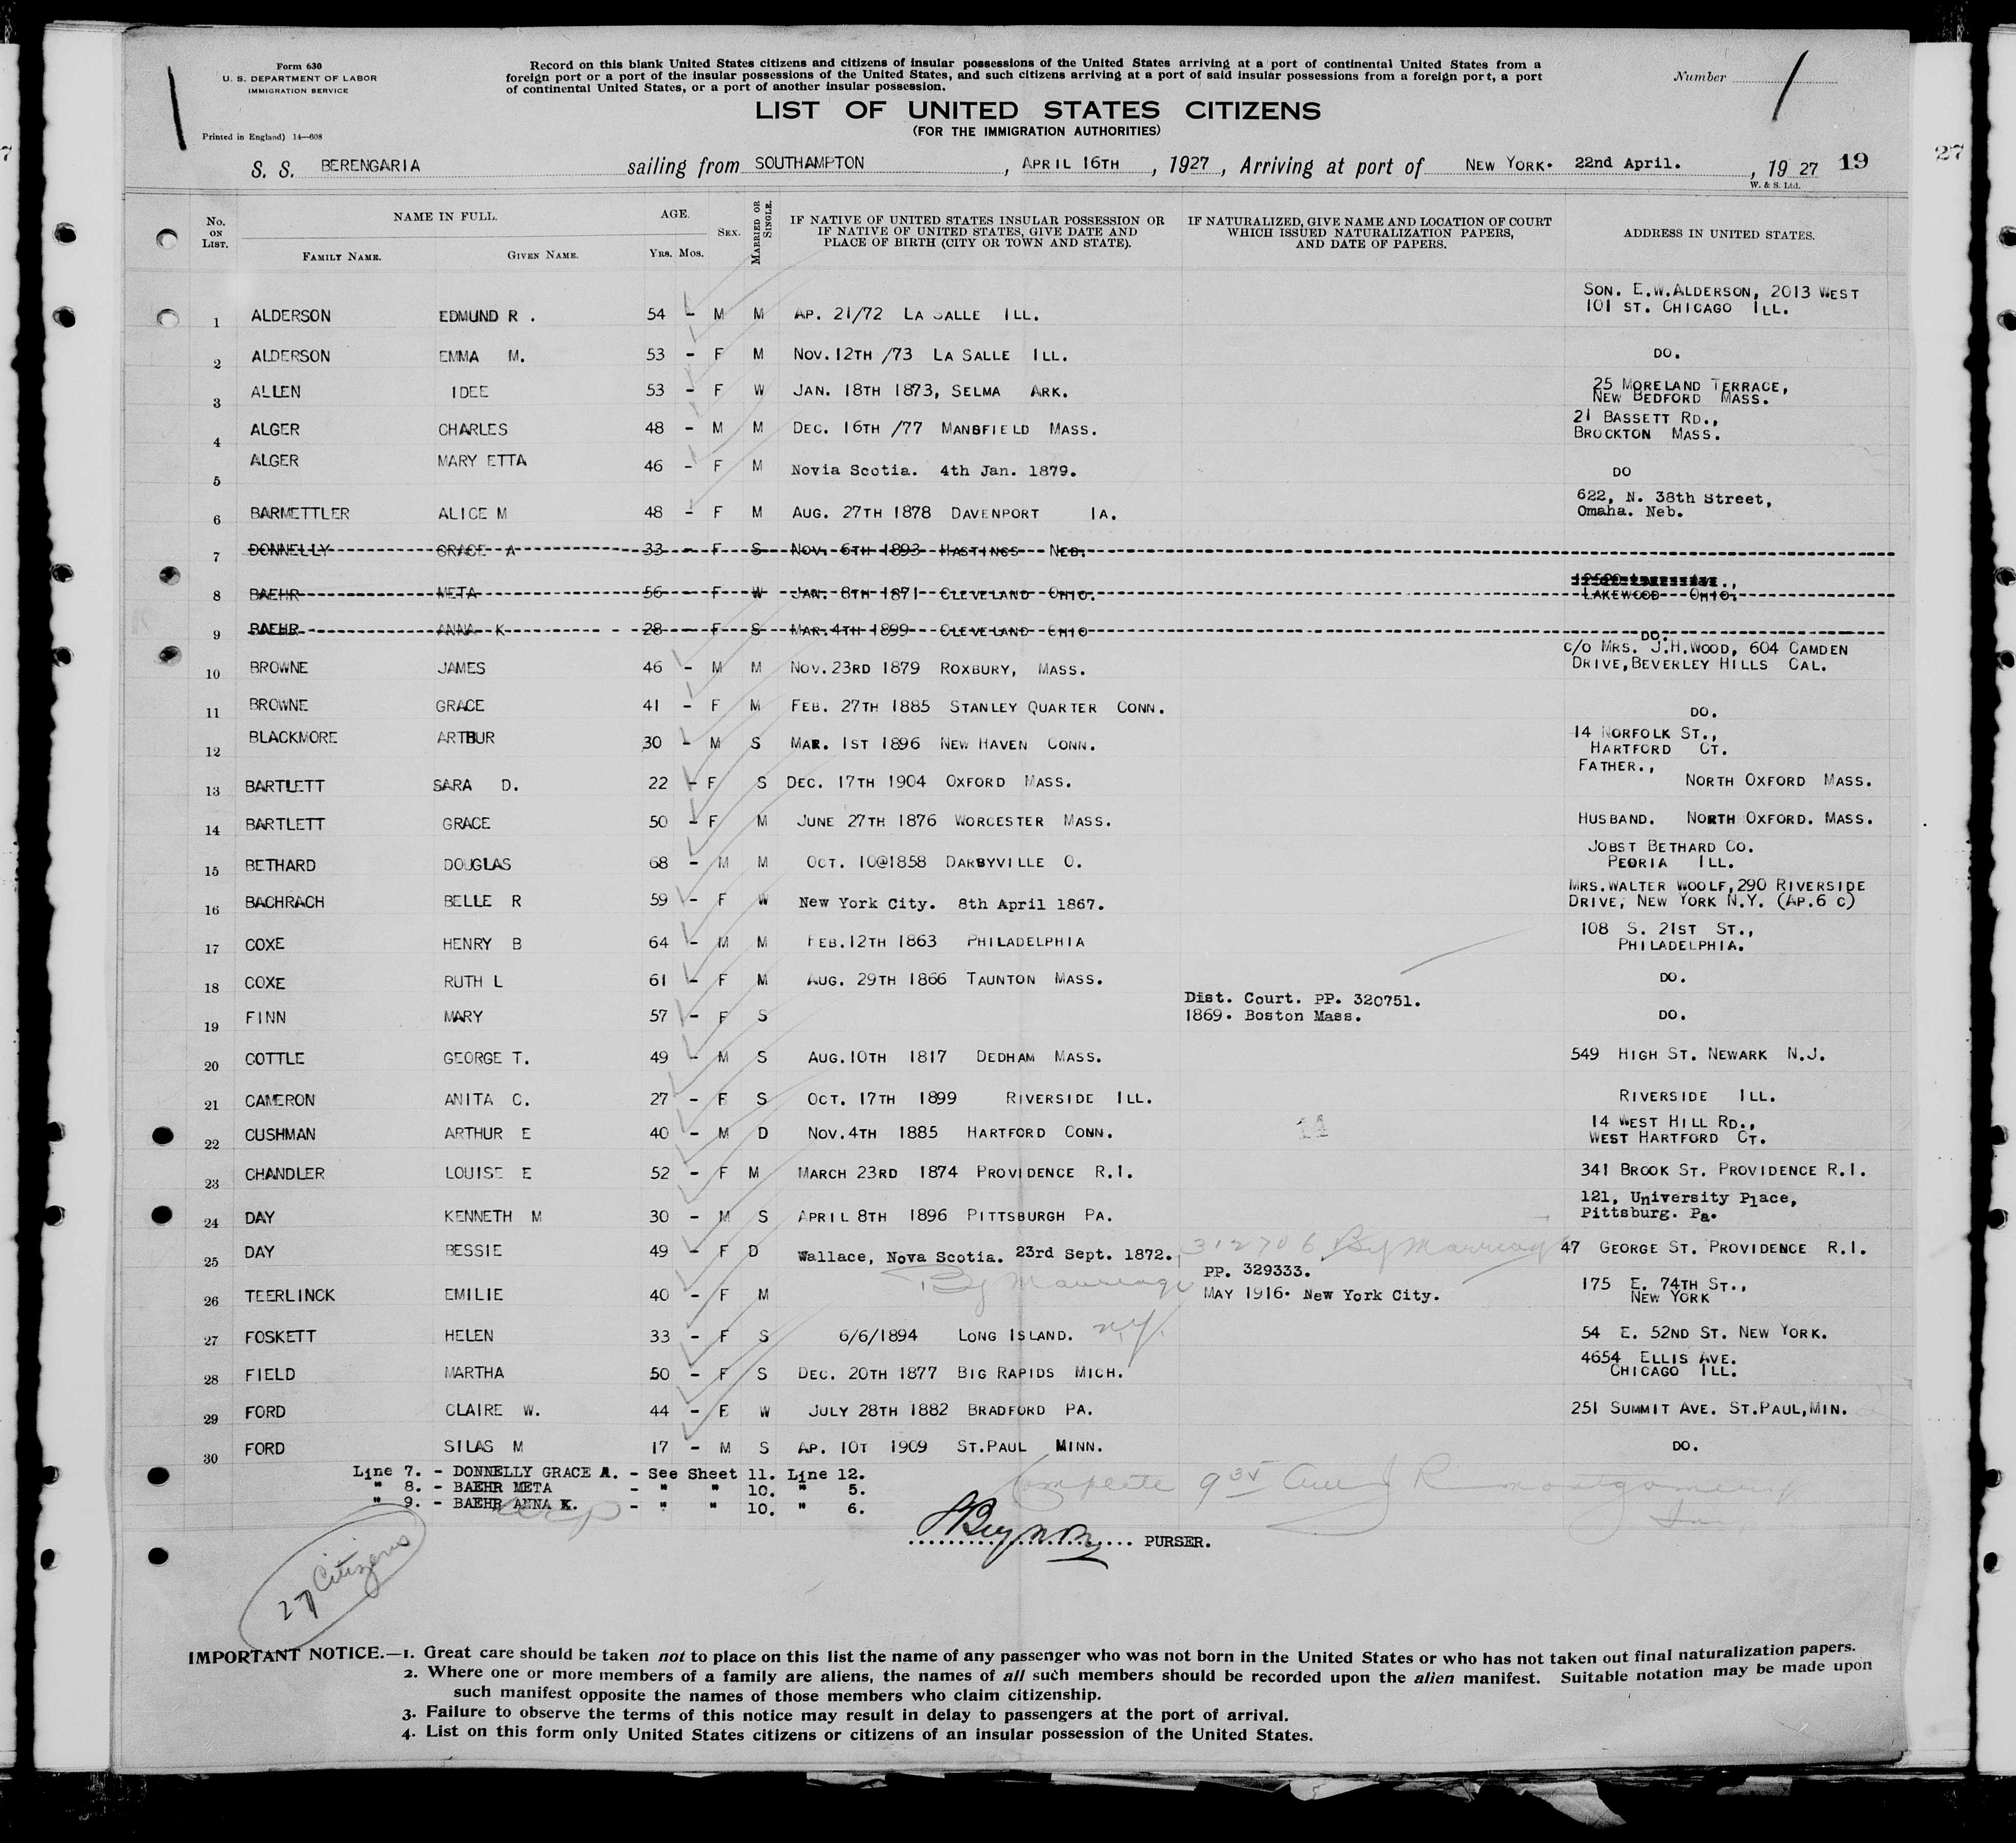 Form 630
U. S. DEPARTMENT OF LABOR
IMMIGRATION SERVICE
Printed in England) 14—608
Record on this blank United States citizens and citizens of insular possessions of the United States arriving at a port of continental United States from a
foreign port or a port of the insular possessions of the United States, and such citizens arriving at a port of said insular possessions from a foreign port, a port
of continental United States, or a port of another insular possession.
Number 1
LIST OF UNITED STATES CITIZENS
(FOR THE IMMIGRATION AUTHORITIES)
S. S. BERENGARIA sailing from SOUTHAMPTON, APRIL 16TH, 1927, Arriving at port of NEW YORK. 22nd April., 19 27 19
W. & S. Ltd.
No. ON LIST. NAME IN FULL. FAMILY NAME. GIVEN NAME. AGE. YRS. MOS. SEX. MARRIED OR SINGLE. IF NATIVE OF UNITED STATES INSULAR POSSESSION OR IF NATIVE OF UNITED STATES, GIVE DATE AND PLACE OF BIRTH (CITY OR TOWN AND STATE). IF NATURALIZED, GIVE NAME AND LOCATION OF COURT WHICH ISSUED NATURALIZATION PAPERS, AND DATE OF PAPERS. ADDRESS IN UNITED STATES.
1 ALDERSON EDMUND R . 54 - M M AP. 21/72 LA SALLE ILL. SON. E.W.ALDERSON, 2013 WEST 101 ST. CHICAGO ILL.
2 ALDERSON EMMA M. 53 - F M NOV. 12TH /73 LA SALLE ILL. DO.
3 ALLEN IDEE 53 - F W JAN. 18TH 1873, SELMA ARK. 25 MORELAND TERRACE, NEW BEDFORD MASS.
4 ALGER CHARLES 48 - M M DEC. 16TH /77 MANSFIELD MASS. 21 BASSETT RD., BROCKTON MASS.
5 ALGER MARY ETTA 46 - F M Novia Scotia. 4th Jan. 1879. DO
6 BARMETTLER ALICE M 48 - F M AUG. 27TH 1878 DAVENPORT IA. 622, N. 38th Street, Omaha. Neb.
7 DONNELLY GRACE A 33 - F S NOV. 6TH 1893 HASTINGS NEB.
8 BAEHR META 56 - F W JAN. 8TH 1871 CLEVELAND OHIO. LAKEWOOD OHIO.
9 BAEHR ANNA K 28 - F S MAR. 4TH 1899 CLEVELAND OHIO DO.
10 BROWNE JAMES 46 - M M NOV. 23RD 1879 ROXBURY, MASS. C/O MRS. J.H.WOOD, 604 CAMDEN DRIVE, BEVERLEY HILLS CAL.
11 BROWNE GRACE 41 - F M FEB. 27TH 1885 STANLEY QUARTER CONN. DO.
12 BLACKMORE ARTHUR 30 - M S MAR. 1ST 1896 NEW HAVEN CONN. 14 NORFOLK ST., HARTFORD CT.
13 BARTLETT SARA D. 22 - F S DEC. 17TH 1904 OXFORD MASS. FATHER., NORTH OXFORD MASS.
14 BARTLETT GRACE 50 - F M JUNE 27TH 1876 WORCESTER MASS. HUSBAND. NORTH OXFORD. MASS.
15 BETHARD DOUGLAS 68 - M M OCT. 10@1858 DARBYVILLE O. JOBST BETHARD CO. PEORIA ILL.
16 BACHRACH BELLE R 59 - F W New York City. 8th April 1867. MRS.WALTER WOOLF, 290 RIVERSIDE DRIVE, NEW YORK N.Y. (AP.6 C)
17 COXE HENRY B 64 - M M FEB.12TH 1863 PHILADELPHIA 108 S. 21ST ST., PHILADELPHIA.
18 COXE RUTH L 61 - F M AUG. 29TH 1866 TAUNTON MASS. DO.
19 FINN MARY 57 - F S Dist. Court. PP. 320751. 1869. Boston Mass. DO.
20 COTTLE GEORGE T. 49 - M S AUG.10TH 1817 DEDHAM MASS. 549 HIGH ST. NEWARK N.J.
21 CAMERON ANITA C. 27 - F S OCT. 17TH 1899 RIVERSIDE ILL. RIVERSIDE ILL.
22 CUSHMAN ARTHUR E 40 - M D NOV.4TH 1885 HARTFORD CONN. 14 14 WEST HILL RD., WEST HARTFORD CT.
23 CHANDLER LOUISE E 52 - F M MARCH 23RD 1874 PROVIDENCE R.I. 341 BROOK ST. PROVIDENCE R.I.
24 DAY KENNETH M 30 - M S APRIL 8TH 1896 PITTSBURGH PA. 121, University Place, Pittsburg. Pa.
25 DAY BESSIE 49 - F D Wallace, Nova Scotia. 23rd Sept. 1872. By Marriage 312706 By Marriage 47 GEORGE ST. PROVIDENCE R.I.
26 TEERLINCK EMILIE 40 - F M PP. 329333. MAY 1916. New York City. 175 E. 74TH ST., NEW YORK
27 FOSKETT HELEN 33 - F S 6/6/1894 LONG ISLAND. N.Y. 54 E. 52ND ST. NEW YORK.
28 FIELD MARTHA 50 - F S DEC. 20TH 1877 BIG RAPIDS MICH. 4654 ELLIS AVE. CHICAGO ILL.
29 FORD CLAIRE W. 44 - F W JULY 28TH 1882 BRADFORD PA. 251 SUMMIT AVE. ST.PAUL, MIN.
30 FORD SILAS M 17 - M S AP. 10T 1909 ST.PAUL MINN. DO.
Line 7. - DONNELLY GRACE A. - See Sheet 11. Line 12.
" 8. - BAEHR META - " " 10. " 5.
" 9. - BAEHR ANNA K. - " " 10. " 6.
Complete 9 35 am J R Montgomery
PURSER.
27 Citizens
IMPORTANT NOTICE.—1. Great care should be taken not to place on this list the name of any passenger who was not born in the United States or who has not taken out final naturalization papers.
2. Where one or more members of a family are aliens, the names of all such members should be recorded upon the alien manifest. Suitable notation may be made upon
such manifest opposite the names of those members who claim citizenship.
3. Failure to observe the terms of this notice may result in delay to passengers at the port of arrival.
4. List on this form only United States citizens or citizens of an insular possession of the United States.